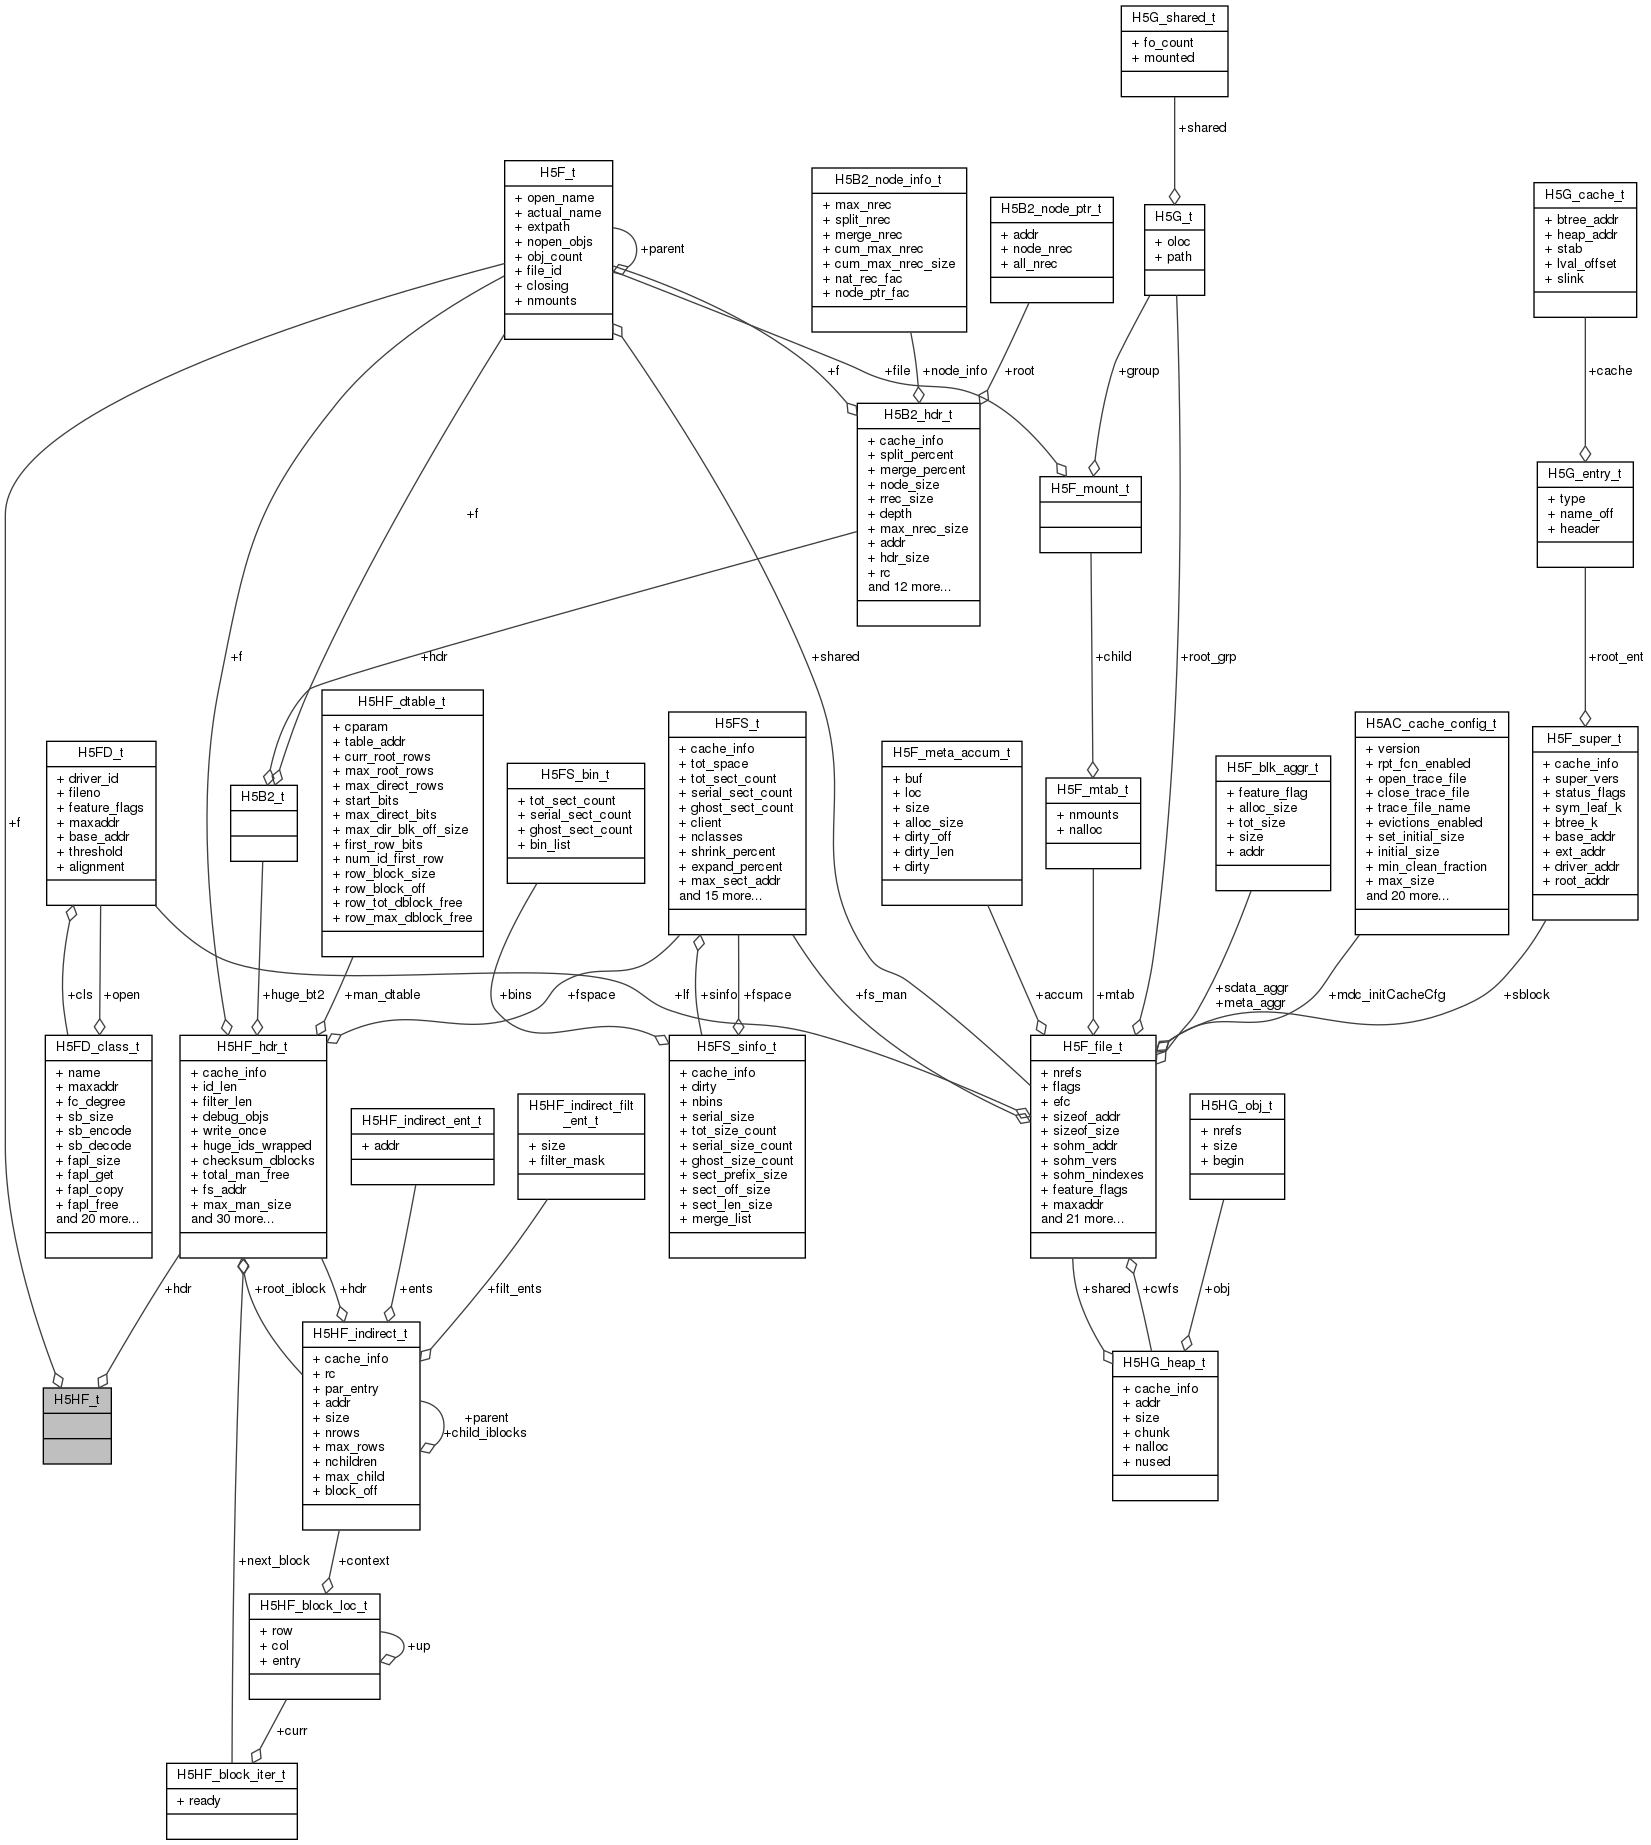 H5G_shared_t
+ fo_count
+ mounted
+shared
H5F_t
+ open_name
+ actual_name
+ extpath
+ nopen_objs
+ obj_count
+ file_id
+ closing
+ nmounts
+parent
H5B2_node_info_t
+ max_nrec
+ split_nrec
+ merge_nrec
+ cum_max_nrec
+ cum_max_nrec_size
+ nat_rec_fac
+ node_ptr_fac
H5B2_node_ptr_t
+ addr
+ node_nrec
+ all_nrec
H5G_t
+ oloc
+ path
H5G_cache_t
+ btree_addr
+ heap_addr
+ stab
+ lval_offset
+ slink
+f
+file
+node_info
+root
+group
+cache
H5B2_hdr_t
+ cache_info
+ split_percent
+ merge_percent
+ node_size
+ rrec_size
+ depth
+ max_nrec_size
+ addr
+ hdr_size
+ rc
and 12 more...
H5F_mount_t
H5G_entry_t
+ type
+ name_off
+ header
+f
+f
+hdr
+shared
+child
+root_grp
+root_ent
H5FD_t
+ driver_id
+ fileno
+ feature_flags
+ maxaddr
+ base_addr
+ threshold
+ alignment
H5B2_t
H5HF_dtable_t
+ cparam
+ table_addr
+ curr_root_rows
+ max_root_rows
+ max_direct_rows
+ start_bits
+ max_direct_bits
+ max_dir_blk_off_size
+ first_row_bits
+ num_id_first_row
+ row_block_size
+ row_block_off
+ row_tot_dblock_free
+ row_max_dblock_free
H5FS_bin_t
+ tot_sect_count
+ serial_sect_count
+ ghost_sect_count
+ bin_list
H5FS_t
+ cache_info
+ tot_space
+ tot_sect_count
+ serial_sect_count
+ ghost_sect_count
+ client
+ nclasses
+ shrink_percent
+ expand_percent
+ max_sect_addr
and 15 more...
H5F_meta_accum_t
+ buf
+ loc
+ size
+ alloc_size
+ dirty_off
+ dirty_len
+ dirty
H5F_mtab_t
+ nmounts
+ nalloc
H5F_blk_aggr_t
+ feature_flag
+ alloc_size
+ tot_size
+ size
+ addr
H5AC_cache_config_t
+ version
+ rpt_fcn_enabled
+ open_trace_file
+ close_trace_file
+ trace_file_name
+ evictions_enabled
+ set_initial_size
+ initial_size
+ min_clean_fraction
+ max_size
and 20 more...
H5F_super_t
+ cache_info
+ super_vers
+ status_flags
+ sym_leaf_k
+ btree_k
+ base_addr
+ ext_addr
+ driver_addr
+ root_addr
+f
+cls
+open
+huge_bt2
+man_dtable
+bins
+fspace
+lf
+sinfo
+fspace
+fs_man
+accum
+mtab
+sdata_aggr
+meta_aggr
+mdc_initCacheCfg
+sblock
H5FD_class_t
+ name
+ maxaddr
+ fc_degree
+ sb_size
+ sb_encode
+ sb_decode
+ fapl_size
+ fapl_get
+ fapl_copy
+ fapl_free
and 20 more...
H5HF_hdr_t
+ cache_info
+ id_len
+ filter_len
+ debug_objs
+ write_once
+ huge_ids_wrapped
+ checksum_dblocks
+ total_man_free
+ fs_addr
+ max_man_size
and 30 more...
H5HF_indirect_ent_t
+ addr
H5HF_indirect_filt
_ent_t
+ size
+ filter_mask
H5FS_sinfo_t
+ cache_info
+ dirty
+ nbins
+ serial_size
+ tot_size_count
+ serial_size_count
+ ghost_size_count
+ sect_prefix_size
+ sect_off_size
+ sect_len_size
+ merge_list
H5F_file_t
+ nrefs
+ flags
+ efc
+ sizeof_addr
+ sizeof_size
+ sohm_addr
+ sohm_vers
+ sohm_nindexes
+ feature_flags
+ maxaddr
and 21 more...
H5HG_obj_t
+ nrefs
+ size
+ begin
+hdr
+root_iblock
+hdr
+ents
+filt_ents
+shared
+cwfs
+obj
H5HF_t
H5HF_indirect_t
+ cache_info
+ rc
+ par_entry
+ addr
+ size
+ nrows
+ max_rows
+ nchildren
+ max_child
+ block_off
+parent
+child_iblocks
H5HG_heap_t
+ cache_info
+ addr
+ size
+ chunk
+ nalloc
+ nused
+next_block
+context
H5HF_block_loc_t
+ row
+ col
+ entry
+up
+curr
H5HF_block_iter_t
+ ready